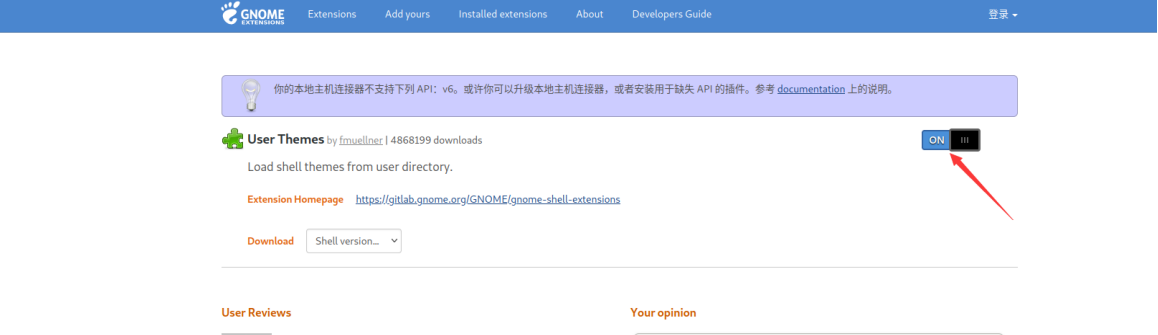 GNOME EXTENSIONS Extensions Add yours Installed extensions About Developers Guide 登录
你的本地主机连接器不支持下列 API：v6。或许你可以升级本地主机连接器，或者安装用于缺失 API 的插件。参考 documentation 上的说明。
User Themes by fmuellner | 4868199 downloads ON
Load shell themes from user directory.
Extension Homepage https://gitlab.gnome.org/GNOME/gnome-shell-extensions
Download Shell version...
User Reviews Your opinion